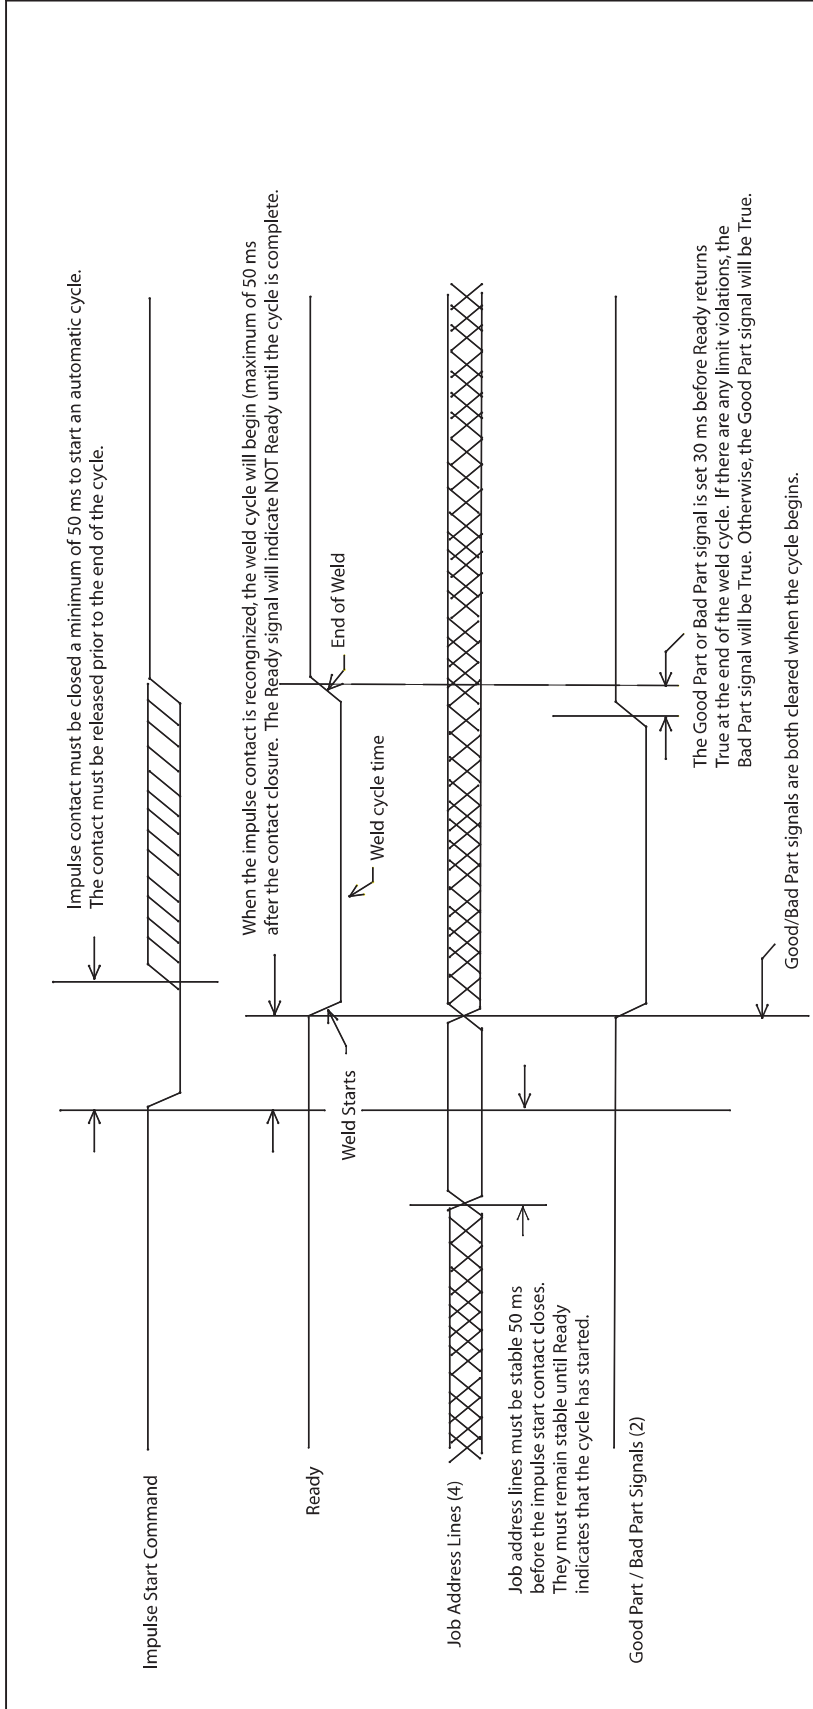 Impulse contact must be closed a minimum of 50 ms to start an automatic cycle.
The contact must be released prior to the end of the cycle.
Impulse Start Command
When the impulse contact is recongnized, the weld cycle will begin (maximum of 50 ms
after the contact closure. The Ready signal will indicate NOT Ready until the cycle is complete.
Ready
Weld Starts
End of Weld
Weld cycle time
Job Address Lines (4)
Job address lines must be stable 50 ms
before the impulse start contact closes.
They must remain stable until Ready
indicates that the cycle has started.
Good Part / Bad Part Signals (2)
The Good Part or Bad Part signal is set 30 ms before Ready returns
True at the end of the weld cycle. If there are any limit violations, the
Bad Part signal will be True. Otherwise, the Good Part signal will be True.
Good/Bad Part signals are both cleared when the cycle begins.